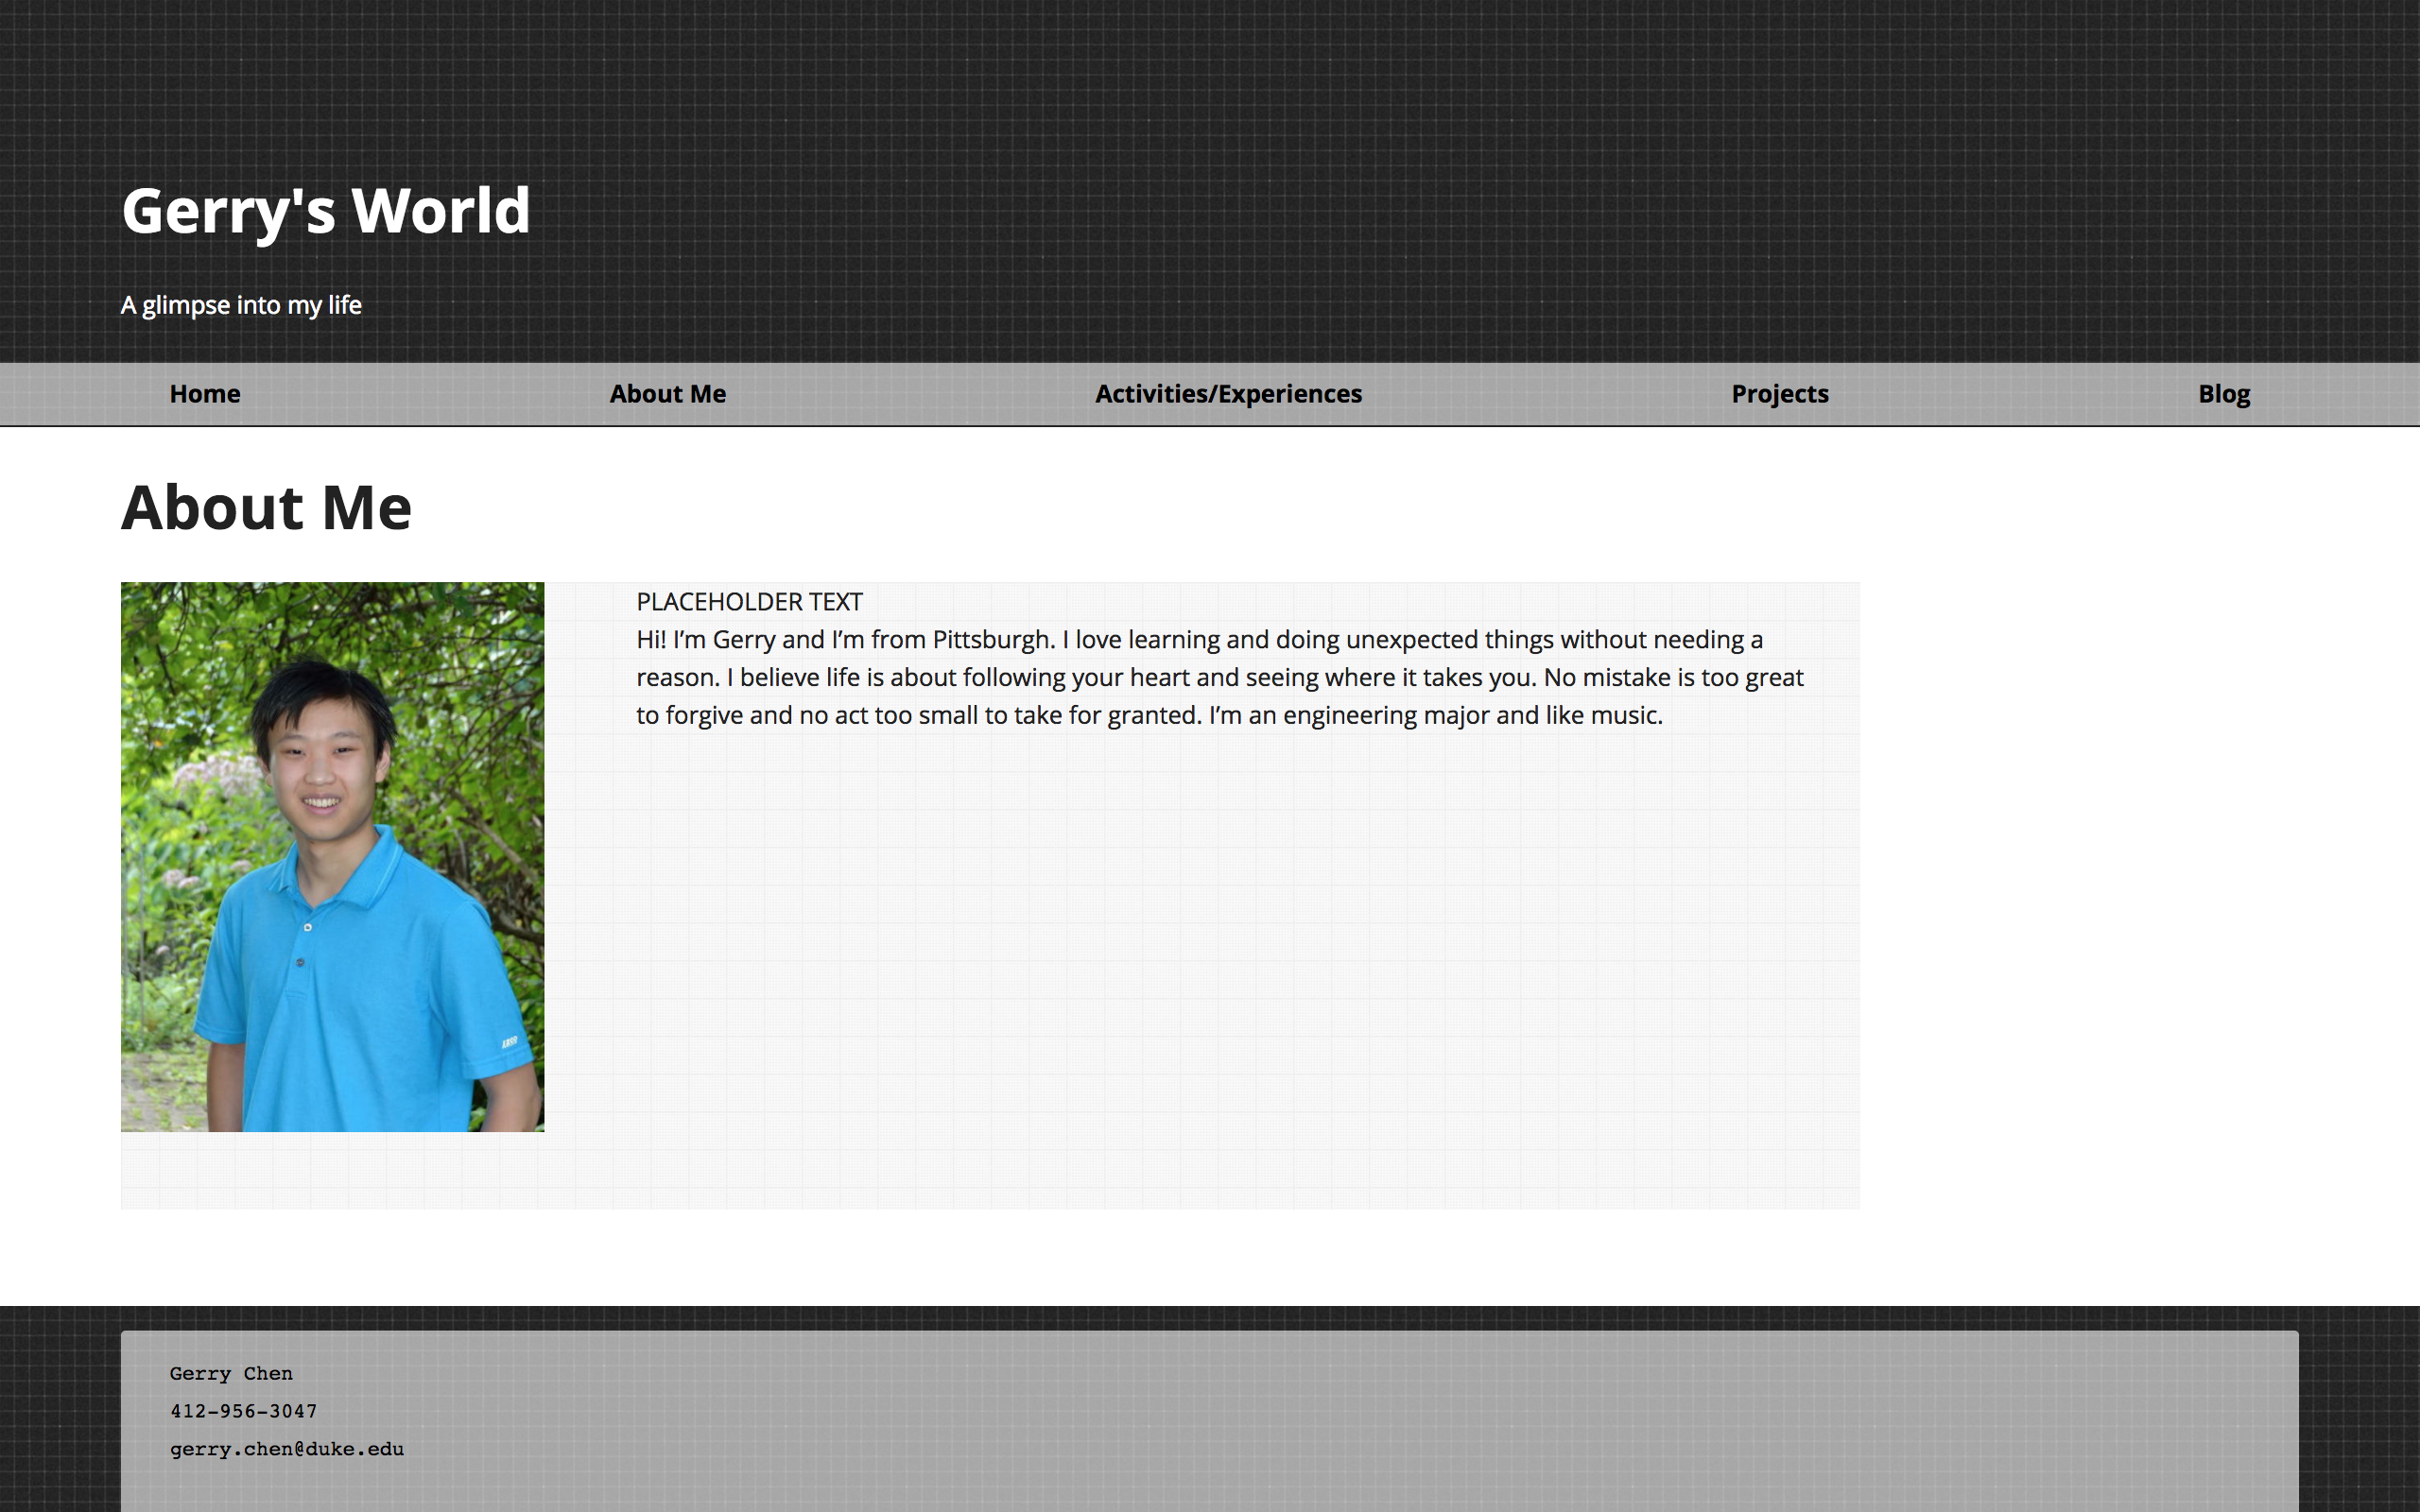 Gerry's World
A glimpse into my life
Home About Me Activities/Experiences Projects Blog
About Me
PLACEHOLDER TEXT
Hi! I’m Gerry and I’m from Pittsburgh. I love learning and doing unexpected things without needing a
reason. I believe life is about following your heart and seeing where it takes you. No mistake is too great
to forgive and no act too small to take for granted. I’m an engineering major and like music.
Gerry Chen
412-956-3047
gerry.chen@duke.edu